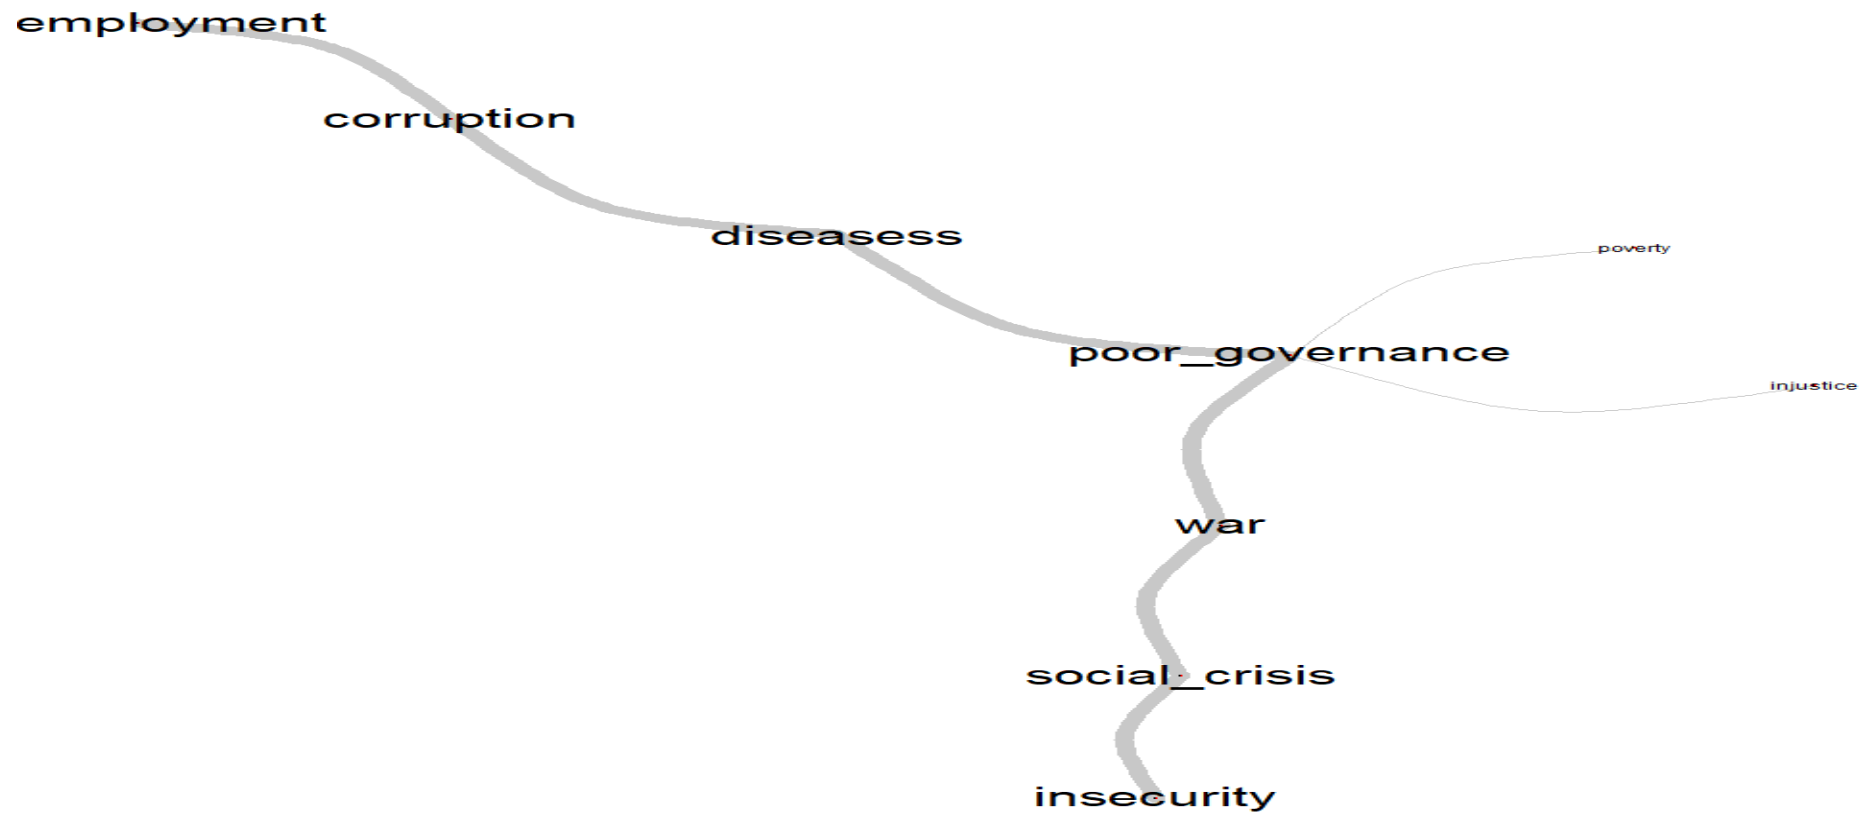 employment
corruption
diseasess
poverty
poor_governance
injustice
war
social_crisis
insecurity